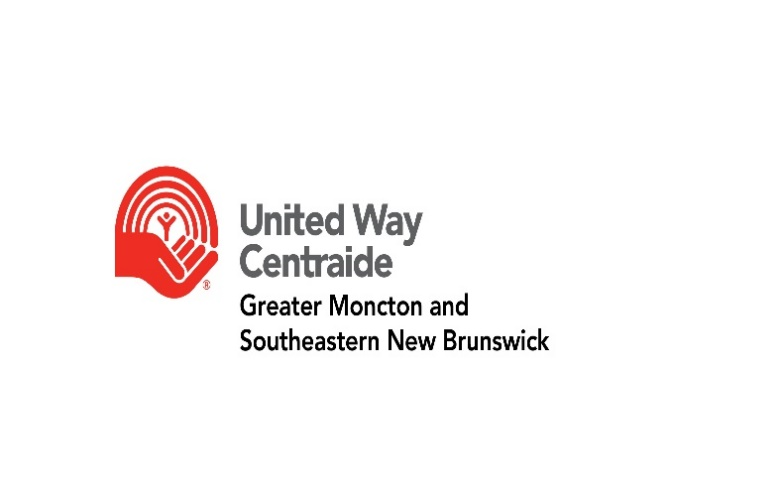 United Way
Centraide
Greater Moncton and
Southeastern New Brunswick
®